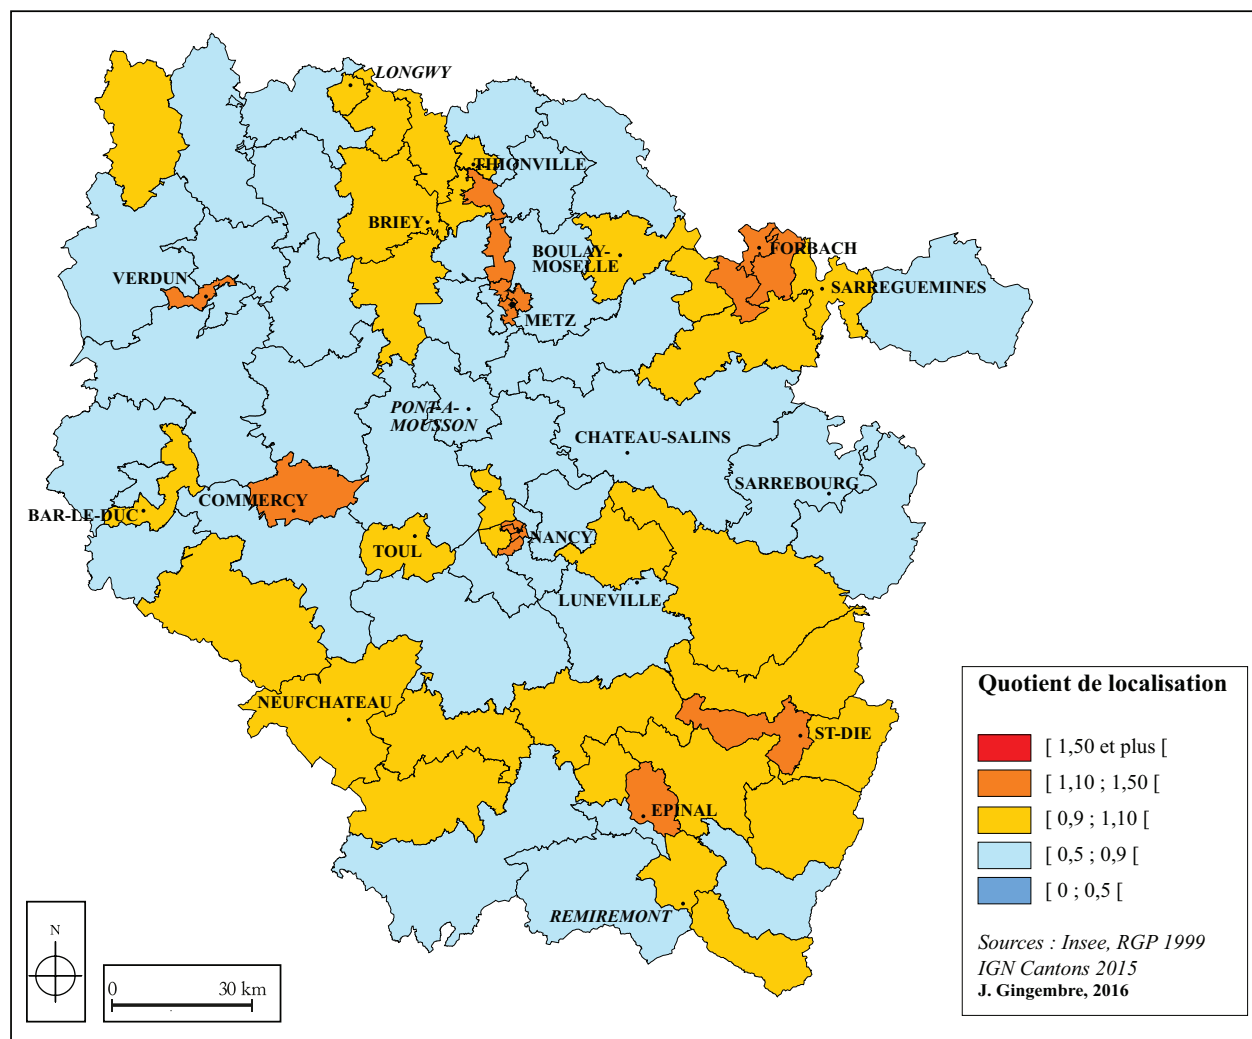 LONGWY
THIONVILLE
BRIEY
BOULAY-
MOSELLE
FORBACH
VERDUN
SARREGUEMINES
METZ
PONT-A-
MOUSSON
CHATEAU-SALINS
SARREBOURG
COMMERCY
BAR-LE-DUC
NANCY
TOUL
LUNEVILLE
NEUFCHATEAU
ST-DIE
EPINAL
REMIREMONT
Quotient de localisation
[ 1,50 et plus [
[ 1,10 ; 1,50 [
[ 0,9 ; 1,10 [
[ 0,5 ; 0,9 [
[ 0 ; 0,5 [
Sources : Insee, RGP 1999
IGN Cantons 2015
J. Gingembre, 2016
N
0 30 km